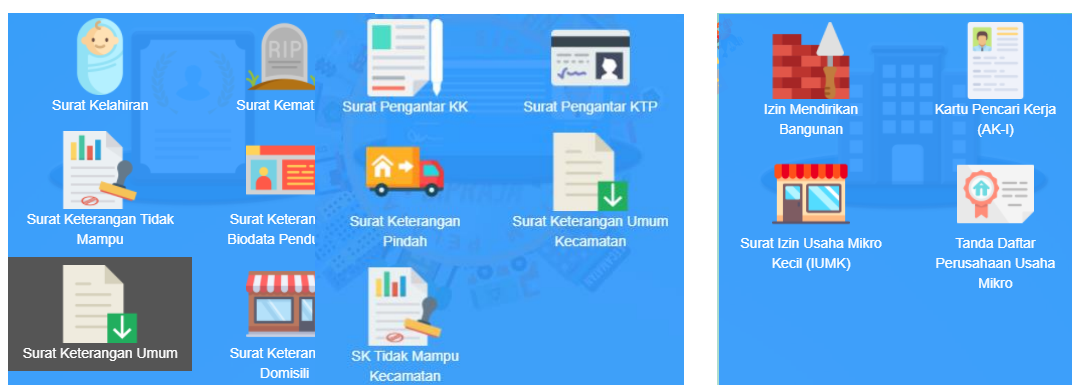 Surat Kelahiran
RIP
Surat Kemat
Surat Pengantar KK
Surat Pengantar KTP
Izin Mendirikan
Bangunan
Kartu Pencari Kerja
(AK-I)
Surat Keterangan Tidak
Mampu
Surat Keteran
Biodata Pendu
Surat Keterangan
Pindah
Surat Keterangan Umum
Kecamatan
Surat Izin Usaha Mikro
Kecil (IUMK)
Tanda Daftar
Perusahaan Usaha
Mikro
Surat Keterangan Umum
Surat Keteran
Domisili
SK Tidak Mampu
Kecamatan